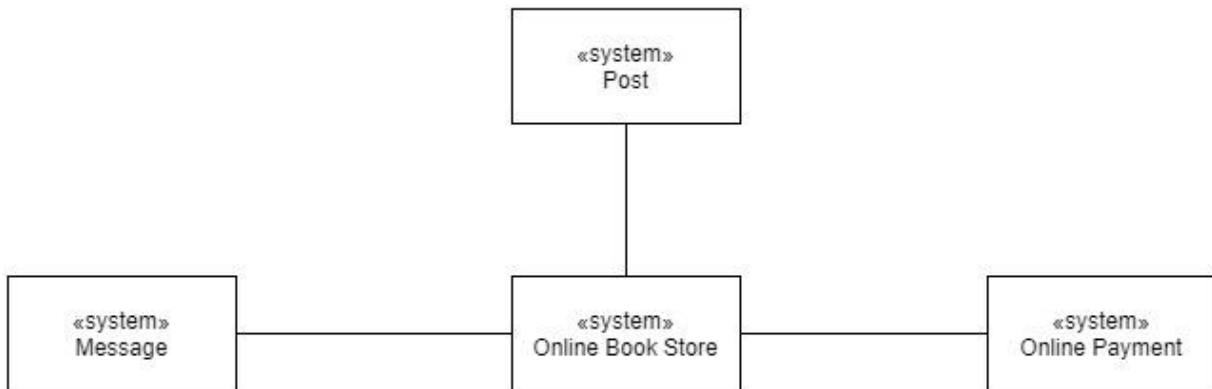 «system»
Post
«system»
Message
«system»
Online Book Store
«system»
Online Payment